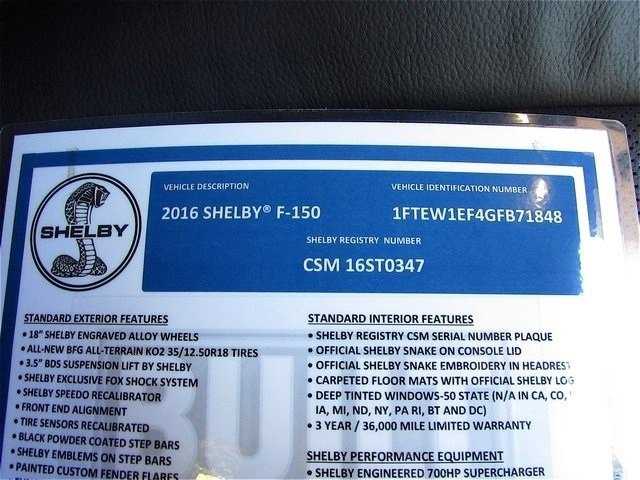 VEHICLE DESCRIPTION
VEHICLE IDENTIFICATION NUMBER
2016 SHELBY® F-150
1FTEW1EF4GFB71848
SHELBY REGISTRY NUMBER
CSM 16ST0347
SHELBY
STANDARD EXTERIOR FEATURES
• 18" SHELBY ENGRAVED ALLOY WHEELS
• ALL-NEW BFG ALL-TERRAIN KO2 35/12.50R18 TIRES
• 3.5" BDS SUSPENSION LIFT BY SHELBY
• SHELBY EXCLUSIVE FOX SHOCK SYSTEM
• SHELBY SPEEDO RECALIBRATOR
• FRONT END ALIGNMENT
• TIRE SENSORS RECALIBRATED
• BLACK POWDER COATED STEP BARS
• SHELBY EMBLEMS ON STEP BARS
• PAINTED CUSTOM FENDER FLARES
STANDARD INTERIOR FEATURES
• SHELBY REGISTRY CSM SERIAL NUMBER PLAQUE
• OFFICIAL SHELBY SNAKE ON CONSOLE LID
• OFFICIAL SHELBY SNAKE EMBROIDERY IN HEADREST
• CARPETED FLOOR MATS WITH OFFICIAL SHELBY LOG
• DEEP TINTED WINDOWS-50 STATE (N/A IN CA, CO,
IA, MI, ND, NY, PA RI, BT AND DC)
• 3 YEAR / 36,000 MILE LIMITED WARRANTY
SHELBY PERFORMANCE EQUIPMENT
• SHELBY ENGINEERED 700HP SUPERCHARGER